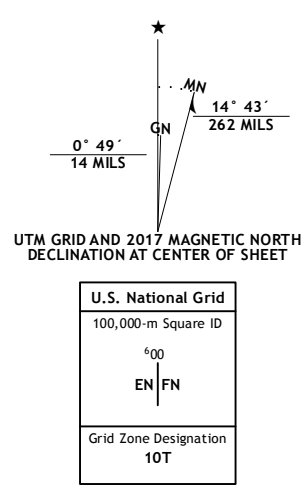 ★
MN
GN
14° 43´
262 MILS
0° 49´
14 MILS
UTM GRID AND 2017 MAGNETIC NORTH
DECLINATION AT CENTER OF SHEET
U.S. National Grid
100,000-m Square ID
⁶00
EN FN
Grid Zone Designation
10T